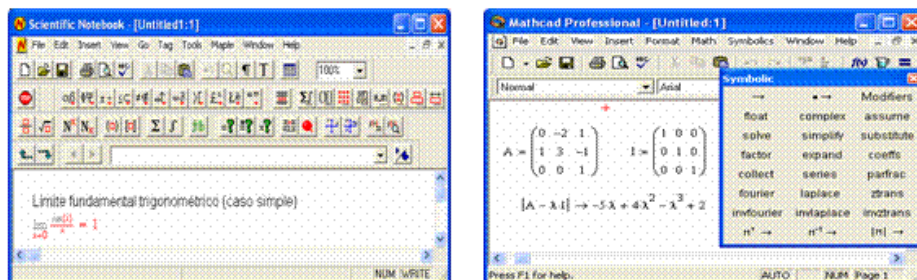 Scientific Notebook - [Untitled1:1]
File Edit Insert View Go Tag Tools Maple Window Help
100%
Límite fundamental trigonométrico (caso simple)
= 1
NUM WRITE
Mathcad Professional - [Untitled:1]
File Edit View Insert Format Math Symbolics Window Help
Normal Arial
Symbolic
→ ▪ → Modifiers
float complex assume
solve simplify substitute
factor expand coeffs
collect series parfrac
fourier laplace ztrans
invfourier invlaplace invztrans
A := ( 0 -2 1 1 3 -1 0 0 1 ) I := ( 1 0 0 0 1 0 0 0 1 )
|A - λ·I| → -5·λ + 4·λ² - λ³ + 2
Press F1 for help. AUTO NUM Page 1